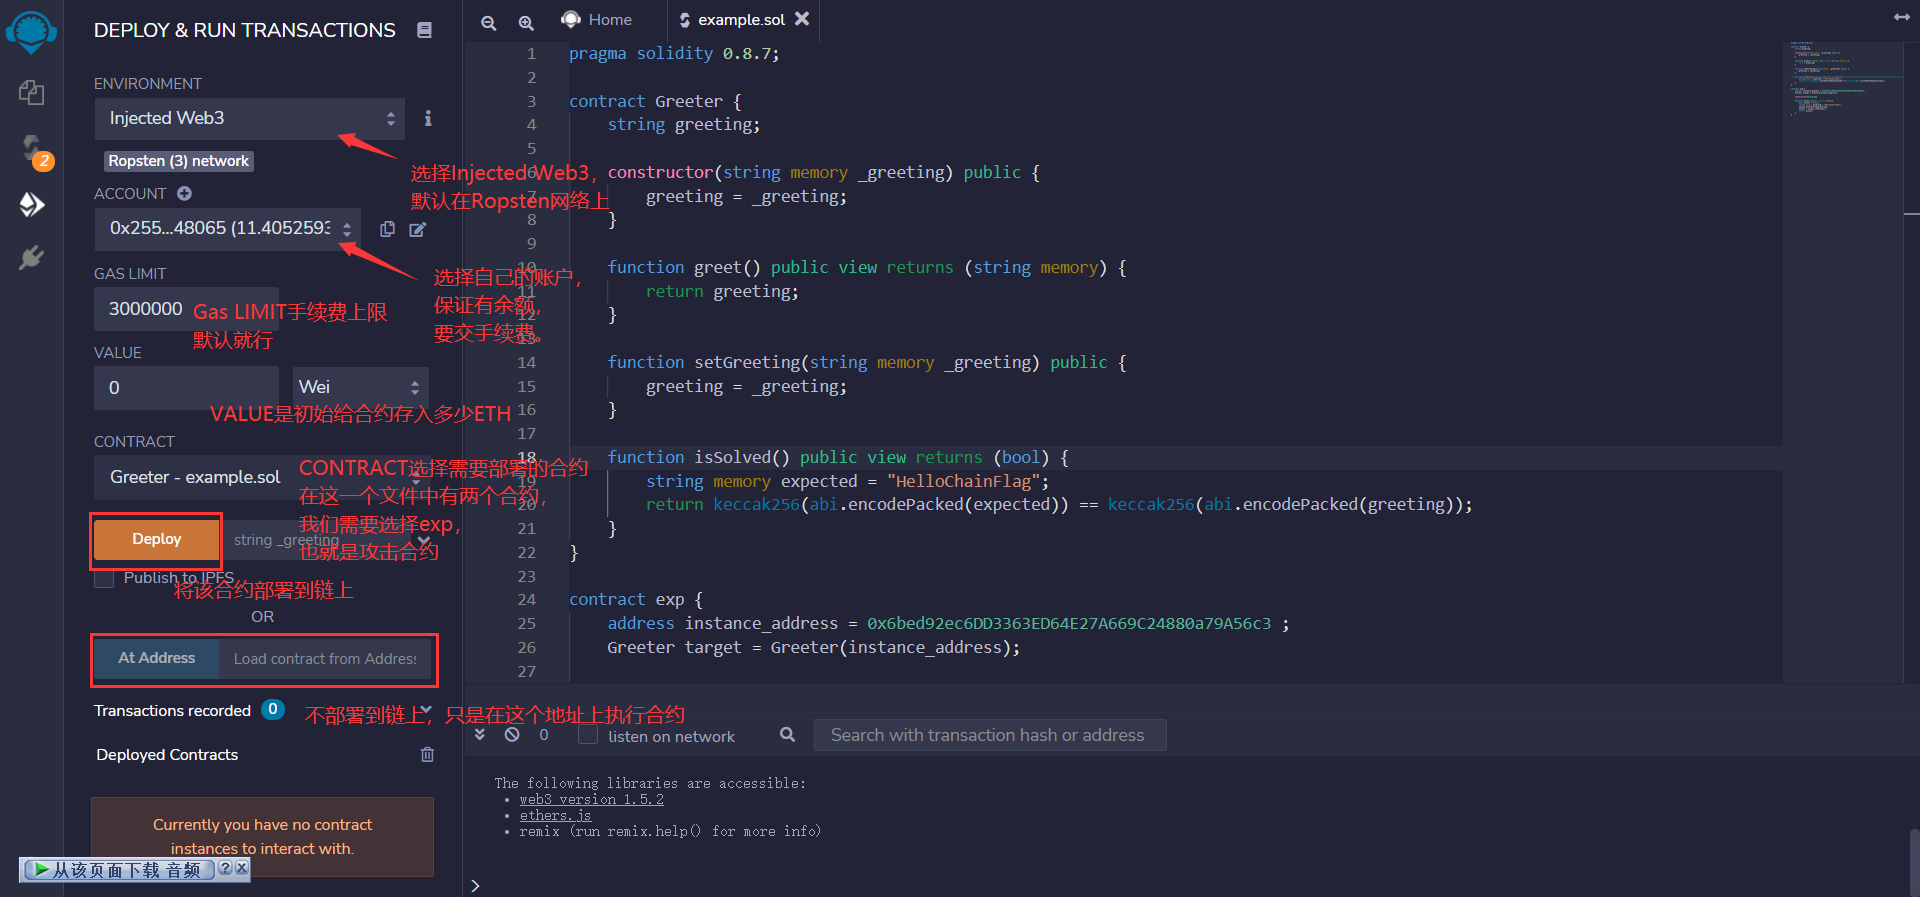 DEPLOY & RUN TRANSACTIONS
ENVIRONMENT
Injected Web3
Ropsten (3) network
选择Injected Web3，
默认在Ropsten网络上
ACCOUNT
0x255...48065 (11.4052593
选择自己的账户，
保证有余额，
要交手续费。
GAS LIMIT
3000000
Gas LIMIT手续费上限
默认就行
VALUE
0
Wei
VALUE是初始给合约存入多少ETH
CONTRACT
Greeter - example.sol
CONTRACT选择需要部署的合约
在这一个文件中有两个合约，
我们需要选择exp，
也就是攻击合约
Deploy
string _greeting
Publish to IPFS
将该合约部署到链上
OR
At Address
Load contract from Address
Transactions recorded 0
不部署到链上，只是在这个地址上执行合约
Deployed Contracts
Currently you have no contract
instances to interact with.
从该页面下载 音频
?
2
Home
example.sol
1 pragma solidity 0.8.7;
2
3 contract Greeter {
4 string greeting;
5
6 constructor(string memory _greeting) public {
7 greeting = _greeting;
8 }
9
10 function greet() public view returns (string memory) {
11 return greeting;
12 }
13
14 function setGreeting(string memory _greeting) public {
15 greeting = _greeting;
16 }
17
18 function isSolved() public view returns (bool) {
19 string memory expected = "HelloChainFlag";
20 return keccak256(abi.encodePacked(expected)) == keccak256(abi.encodePacked(greeting));
21 }
22 }
23
24 contract exp {
25 address instance_address = 0x6bed92ec6DD3363ED64E27A669C24880a79A56c3 ;
26 Greeter target = Greeter(instance_address);
27
0
listen on network
Search with transaction hash or address
The following libraries are accessible:
• web3 version 1.5.2
• ethers.js
• remix (run remix.help() for more info)
>